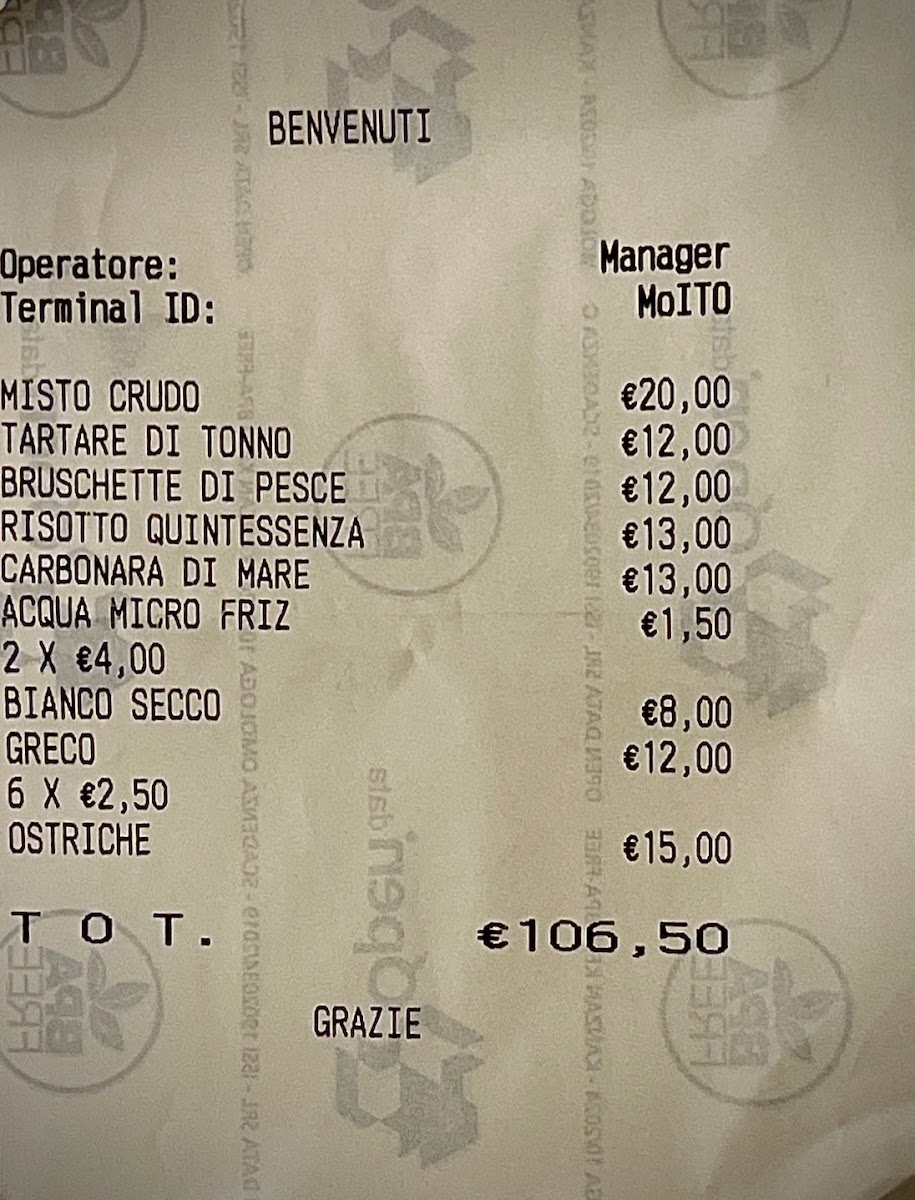 BENVENUTI
Operatore: Manager
Terminal ID: MoITO
MISTO CRUDO €20,00
TARTARE DI TONNO €12,00
BRUSCHETTE DI PESCE €12,00
RISOTTO QUINTESSENZA €13,00
CARBONARA DI MARE €13,00
ACQUA MICRO FRIZ €1,50
2 X €4,00
BIANCO SECCO €8,00
GRECO €12,00
6 X €2,50
OSTRICHE €15,00
T O T. €106,50
GRAZIE